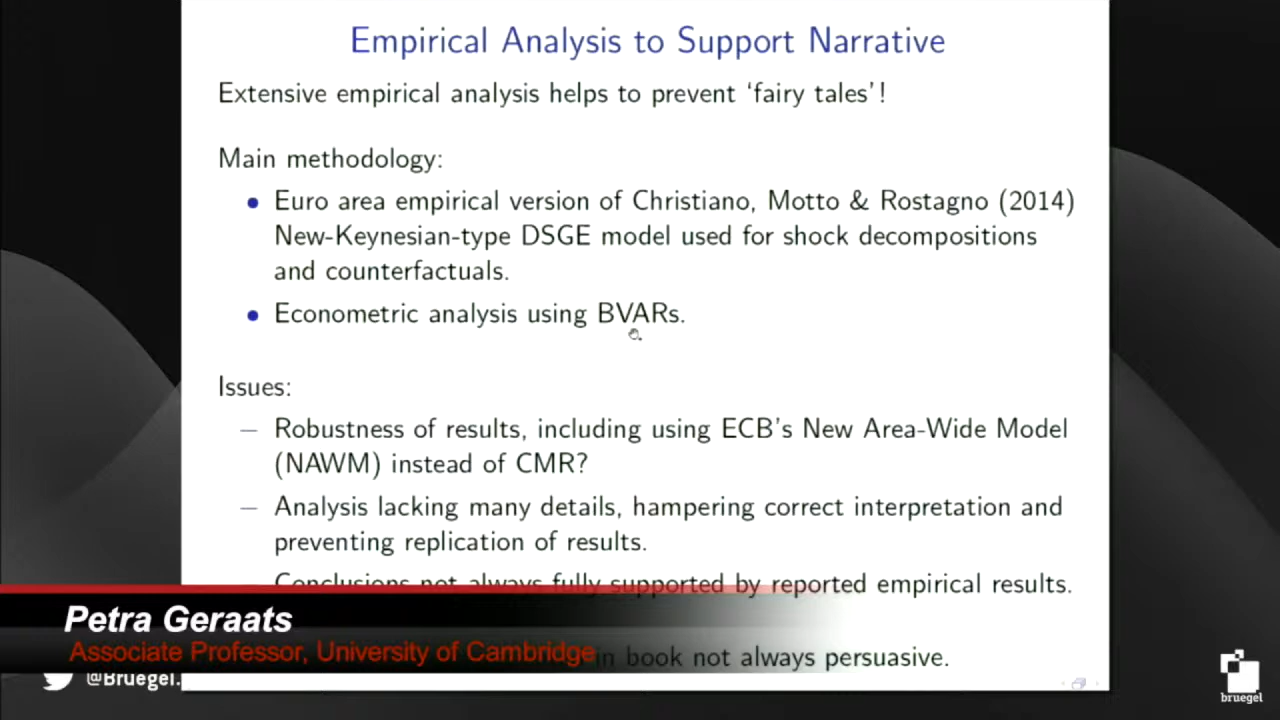 Empirical Analysis to Support Narrative
Extensive empirical analysis helps to prevent ‘fairy tales’!
Main methodology:
• Euro area empirical version of Christiano, Motto & Rostagno (2014)
New-Keynesian-type DSGE model used for shock decompositions
and counterfactuals.
• Econometric analysis using BVARs.
Issues:
– Robustness of results, including using ECB's New Area-Wide Model
(NAWM) instead of CMR?
– Analysis lacking many details, hampering correct interpretation and
preventing replication of results.
Conclusions not always fully supported by reported empirical results.
in book not always persuasive.
Petra Geraats
Associate Professor, University of Cambridge
@Bruegel.
bruegel